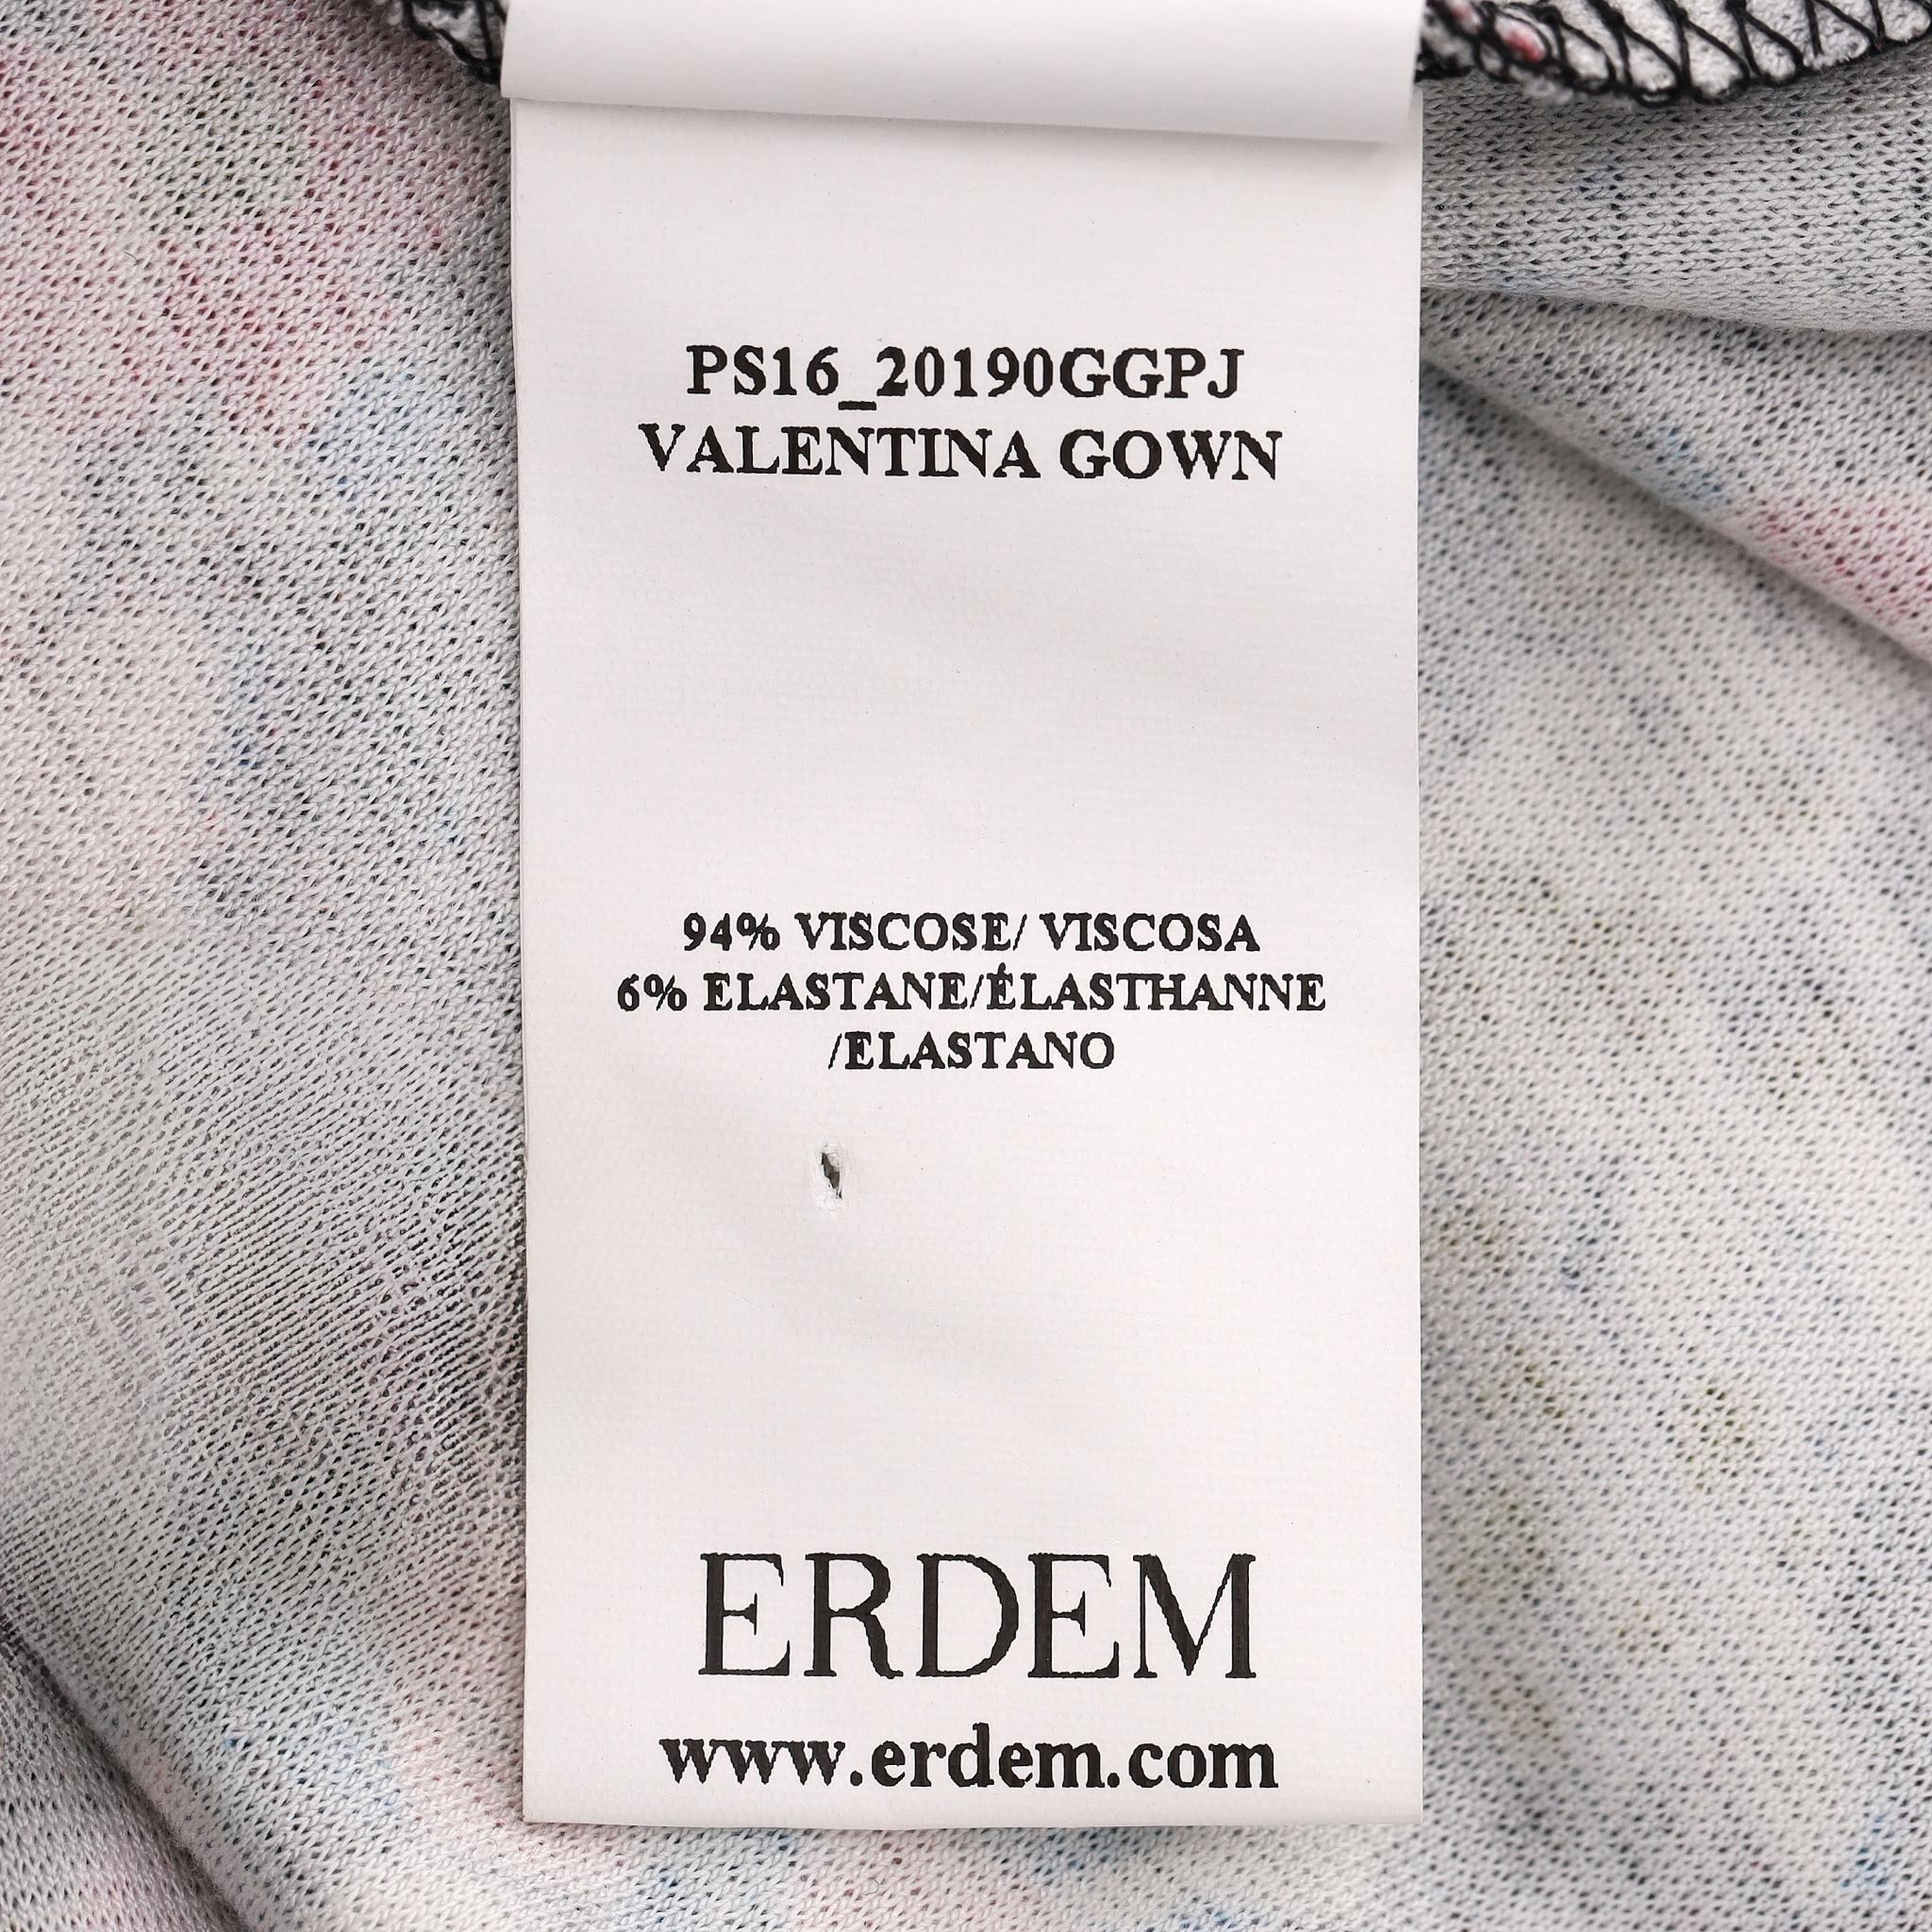 PS16_20190GGPJ
VALENTINA GOWN
94% VISCOSE/ VISCOSA
6% ELASTANE/ÉLASTHANNE
/ELASTANO
ERDEM
www.erdem.com